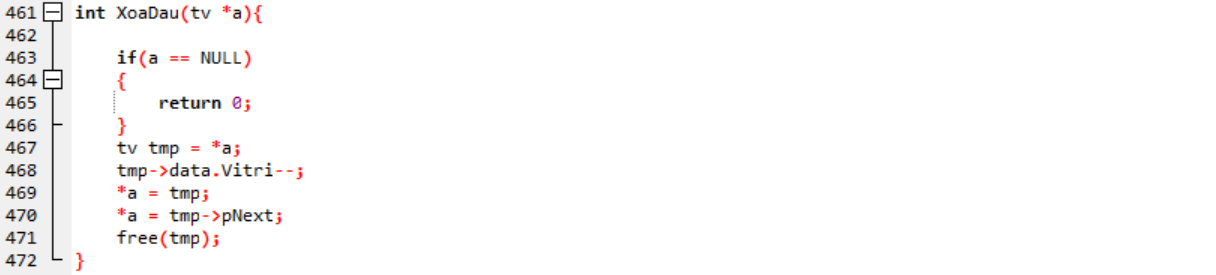 461 int XoaDau(tv *a){
462
463     if(a == NULL)
464     {
465         return 0;
466     }
467     tv tmp = *a;
468     tmp->data.Vitri--;
469     *a = tmp;
470     *a = tmp->pNext;
471     free(tmp);
472 }